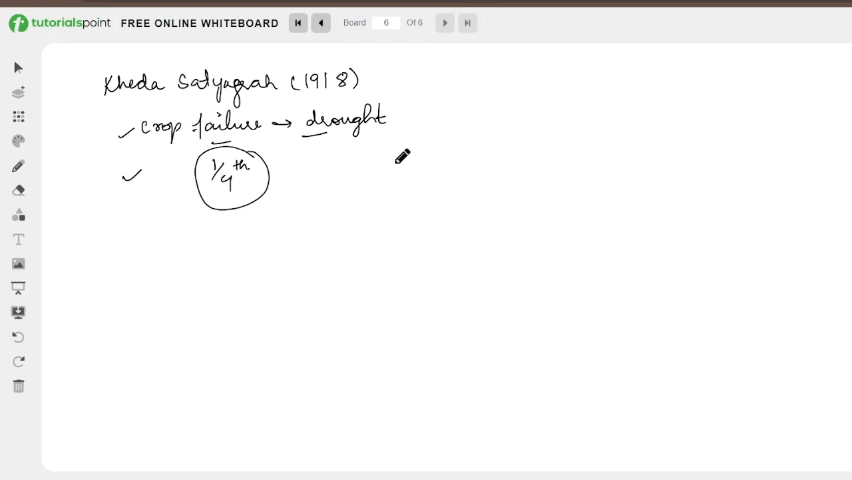 tutorialspoint FREE ONLINE WHITEBOARD Board 6 Of 6
Kheda Satyagrah (1918)
crop failure → drought
1/4th